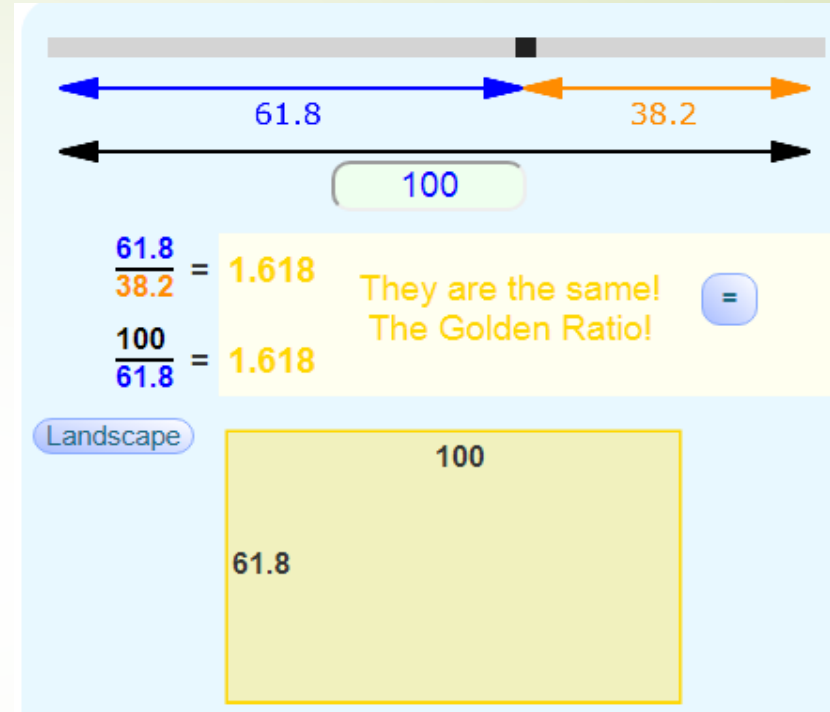 61.8 38.2
100
61.8
38.2 = 1.618
They are the same!
The Golden Ratio!
=
100
61.8 = 1.618
Landscape
100
61.8